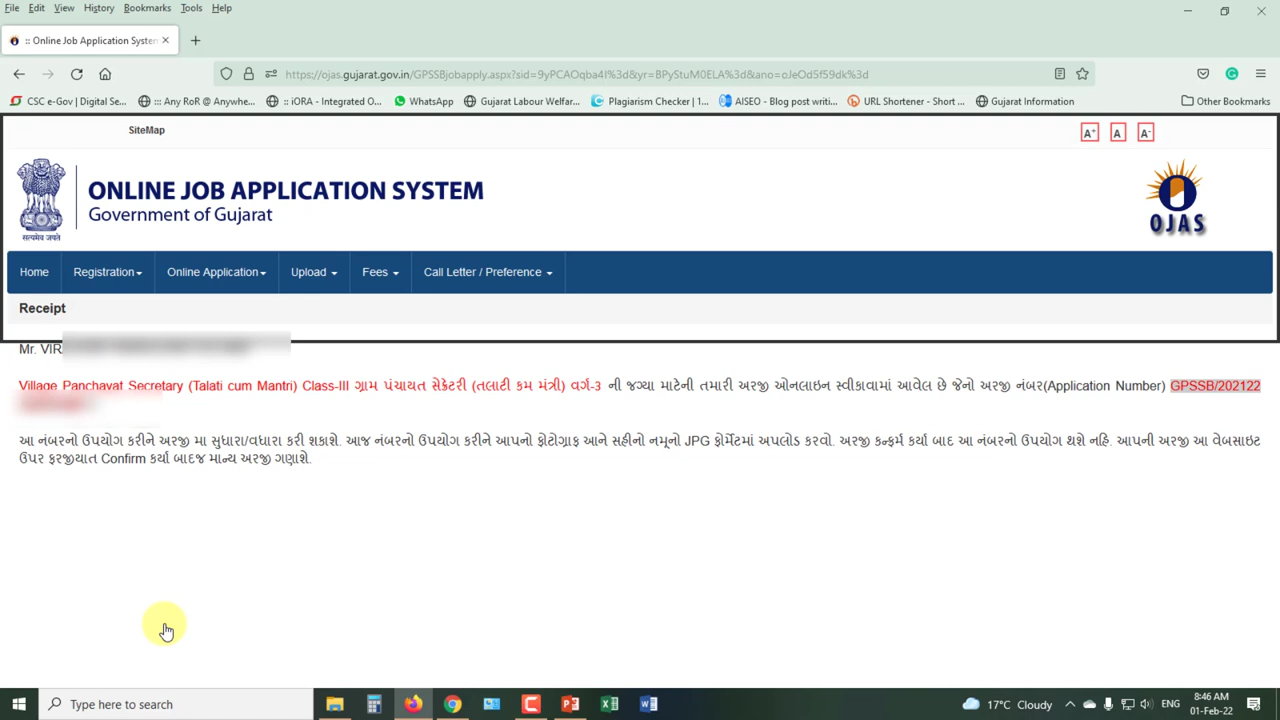 File Edit View History Bookmarks Tools Help
:: Online Job Application System
https://ojas.gujarat.gov.in/GPSSBjobapply.aspx?sid=9yPCAOqba4I%3d&yr=BPyStuM0ELA%3d&ano=oJeOd5f59dk%3d
CSC e-Gov | Digital Se... ::: Any RoR @ Anywhe... :: iORA - Integrated O... WhatsApp Gujarat Labour Welfar... Plagiarism Checker | 1... AISEO - Blog post writi... URL Shortener - Short ... Gujarat Information Other Bookmarks
SiteMap A+ A A-
ONLINE JOB APPLICATION SYSTEM
Government of Gujarat
सत्यमेव जयते
OJAS
Home Registration Online Application Upload Fees Call Letter / Preference
Receipt
Mr. VIR
Village Panchayat Secretary (Talati cum Mantri) Class-III ગ્રામ પંચાયત સેક્રેટરી (તલાટી કમ મંત્રી) વર્ગ-3 ની જગ્યા માટેની તમારી અરજી ઓનલાઇન સ્વીકાવામાં આવેલ છે જેનો અરજી નંબર(Application Number) GPSSB/202122
આ નંબરનો ઉપયોગ કરીને અરજી મા સુધારા/વધારા કરી શકાશે. આજ નંબરનો ઉપયોગ કરીને આપનો ફોટોગ્રાફ આને સહીનો નમૂનો JPG ફોર્મેટમાં અપલોડ કરવો. અરજી કન્ફર્મ કર્યા બાદ આ નંબરનો ઉપયોગ થશે નહિ. આપની અરજી આ વેબસાઇટ
ઉપર ફરજીયાત Confirm કર્યા બાદજ માન્ય અરજી ગણાશે.
Type here to search 17°C Cloudy ENG 8:46 AM
01-Feb-22